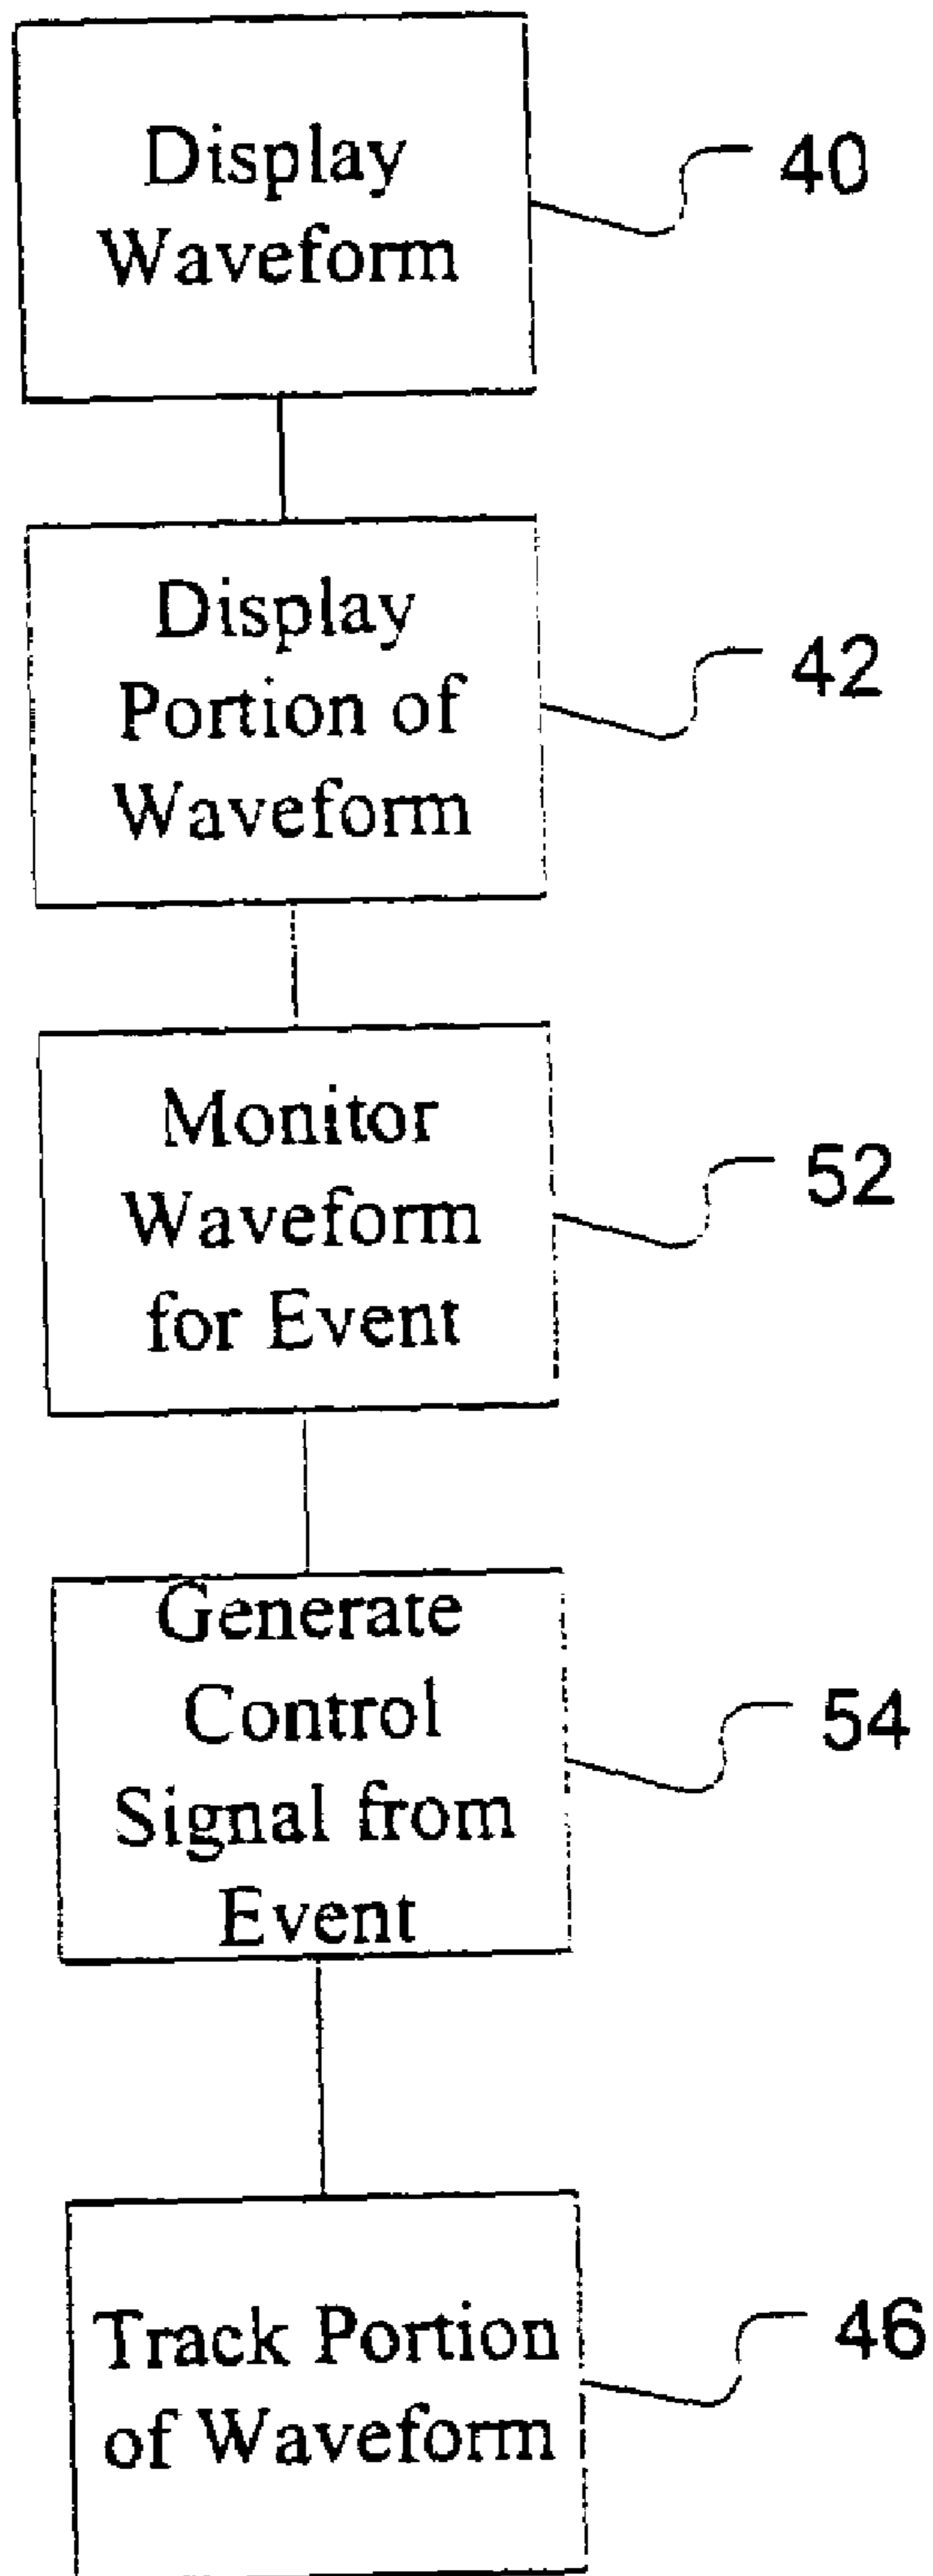 Display
Waveform
40
Display
Portion of
Waveform
42
Monitor
Waveform
for Event
52
Generate
Control
Signal from
Event
54
Track Portion
of Waveform
46